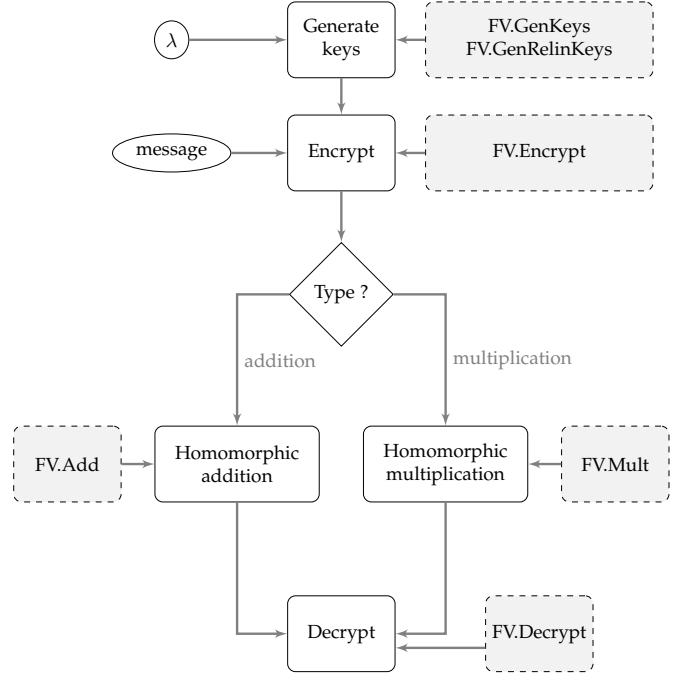 λ
Generate
keys
FV.GenKeys
FV.GenRelinKeys
message
Encrypt
FV.Encrypt
Type ?
addition
multiplication
FV.Add
Homomorphic
addition
Homomorphic
multiplication
FV.Mult
Decrypt
FV.Decrypt